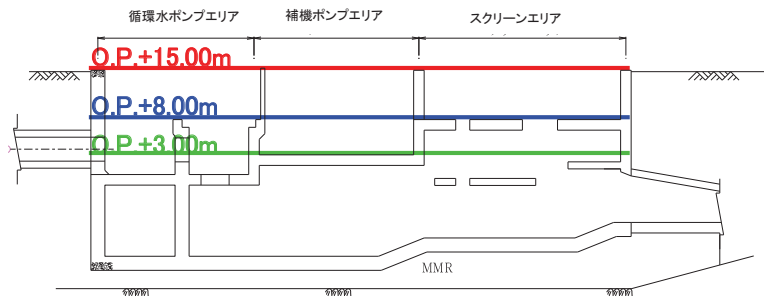 循環水ポンプエリア
補機ポンプエリア
スクリーンエリア
O.P.+15.00m
O.P.+8.00m
O.P.+3.00m
MMR